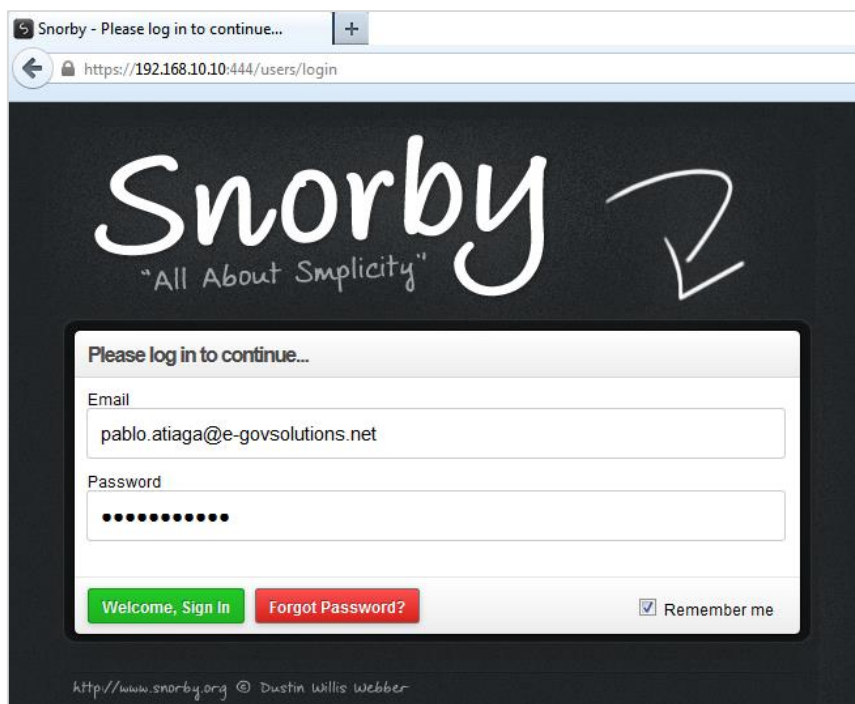 Snorby - Please log in to continue...
https://192.168.10.10:444/users/login
Snorby
"All About Smplicity"
Please log in to continue...
Email
pablo.atiaga@e-govsolutions.net
Password
•••••••••••
Welcome, Sign In
Forgot Password?
Remember me
http://www.snorby.org © Dustin Willis Webber